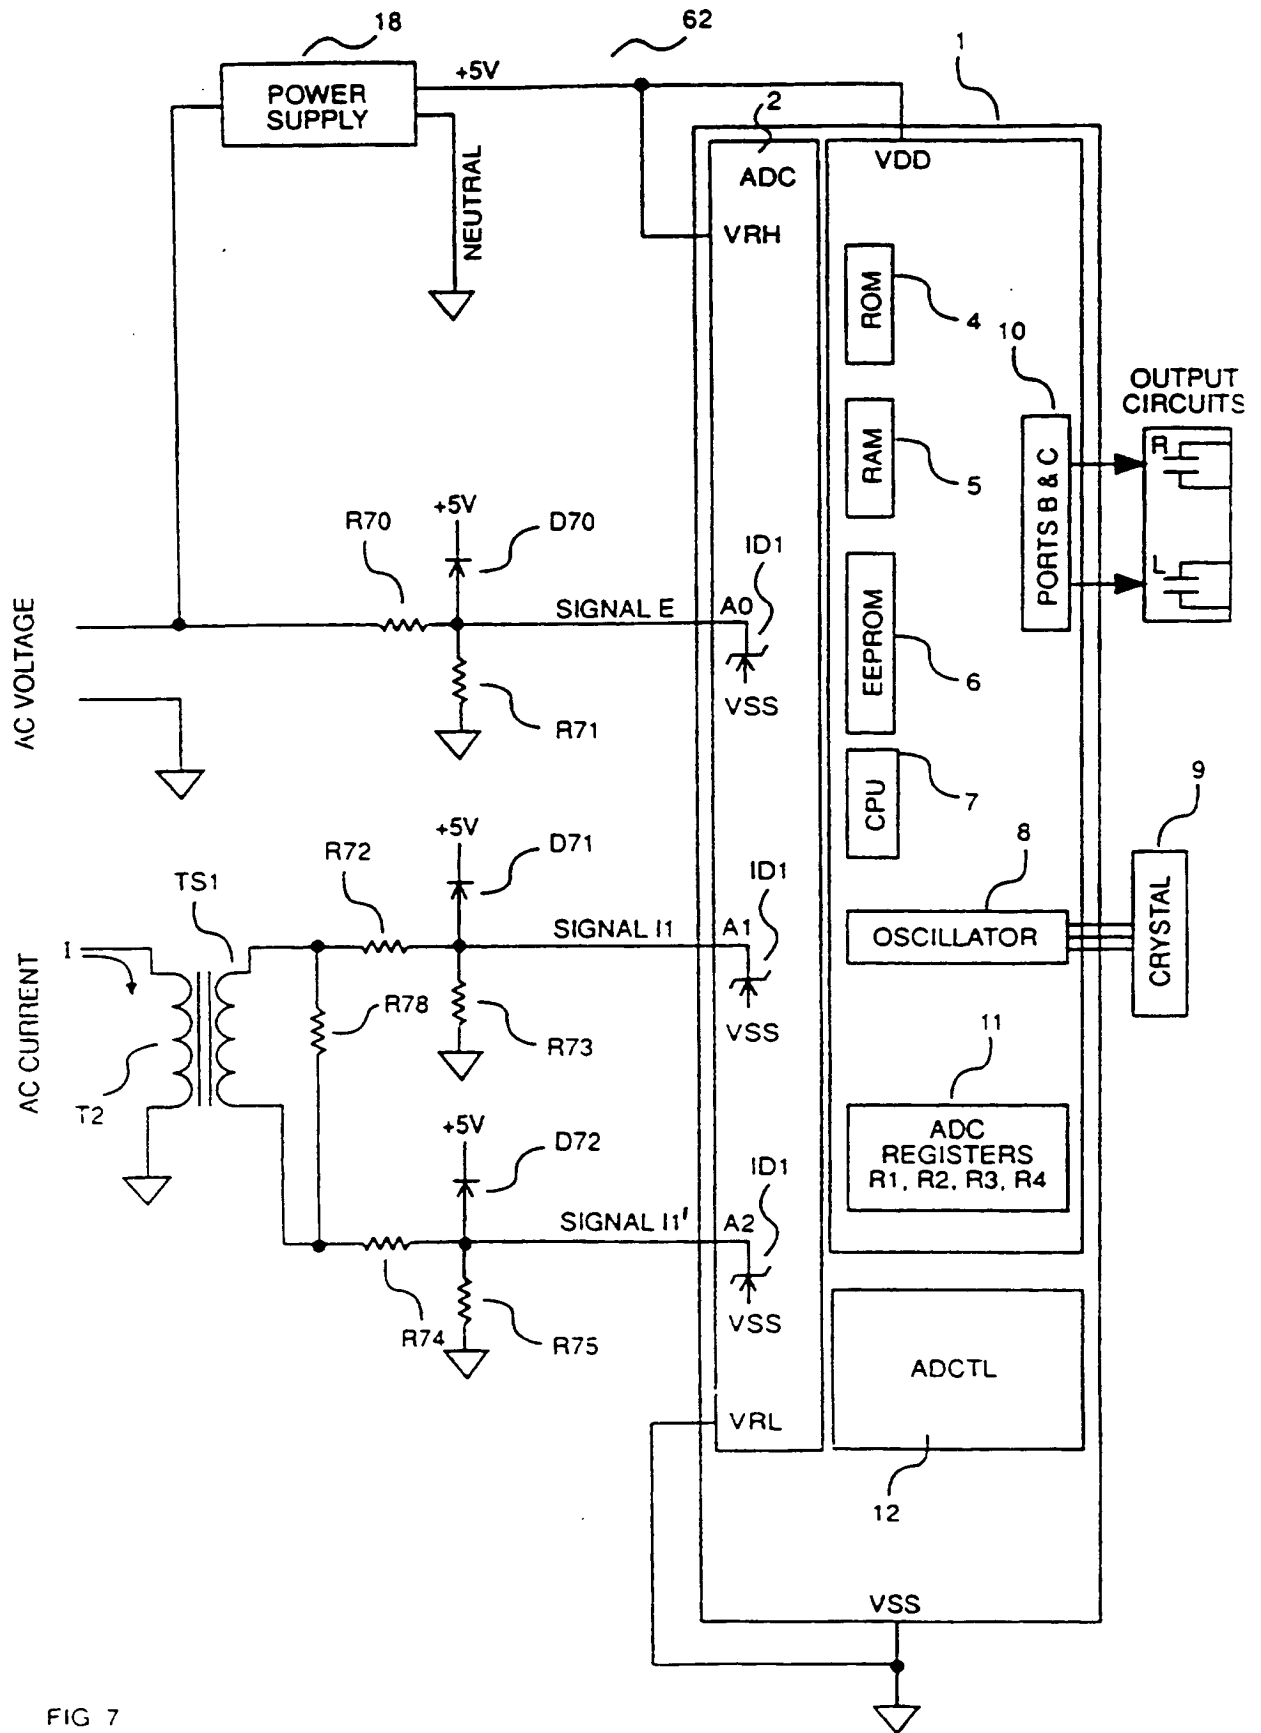 18
62
1
+5V
POWER
SUPPLY
2
VDD
ADC
NEUTRAL
VRH
ROM
4
10
OUTPUT
CIRCUITS
RAM
5
R
PORTS B & C
L
+5V
R70
D70
ID1
SIGNAL E
A0
EEPROM
6
VSS
R71
AC VOLTAGE
CPU
7
9
+5V
R72
D71
8
TS1
ID1
I
SIGNAL I1
A1
OSCILLATOR
CRYSTAL
R78
VSS
R73
11
AC CURRENT
T2
+5V
D72
ADC
REGISTERS
R1, R2, R3, R4
ID1
SIGNAL I1'
A2
VSS
R74
R75
ADCTL
VRL
12
VSS
FIG 7